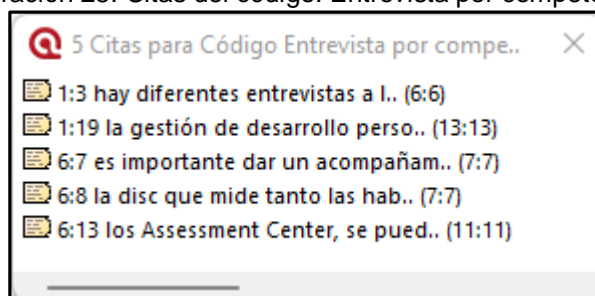 5 Citas para Código Entrevista por compe..
1:3 hay diferentes entrevistas a l.. (6:6)
1:19 la gestión de desarrollo perso.. (13:13)
6:7 es importante dar un acompañam.. (7:7)
6:8 la disc que mide tanto las hab.. (7:7)
6:13 los Assessment Center, se pued.. (11:11)